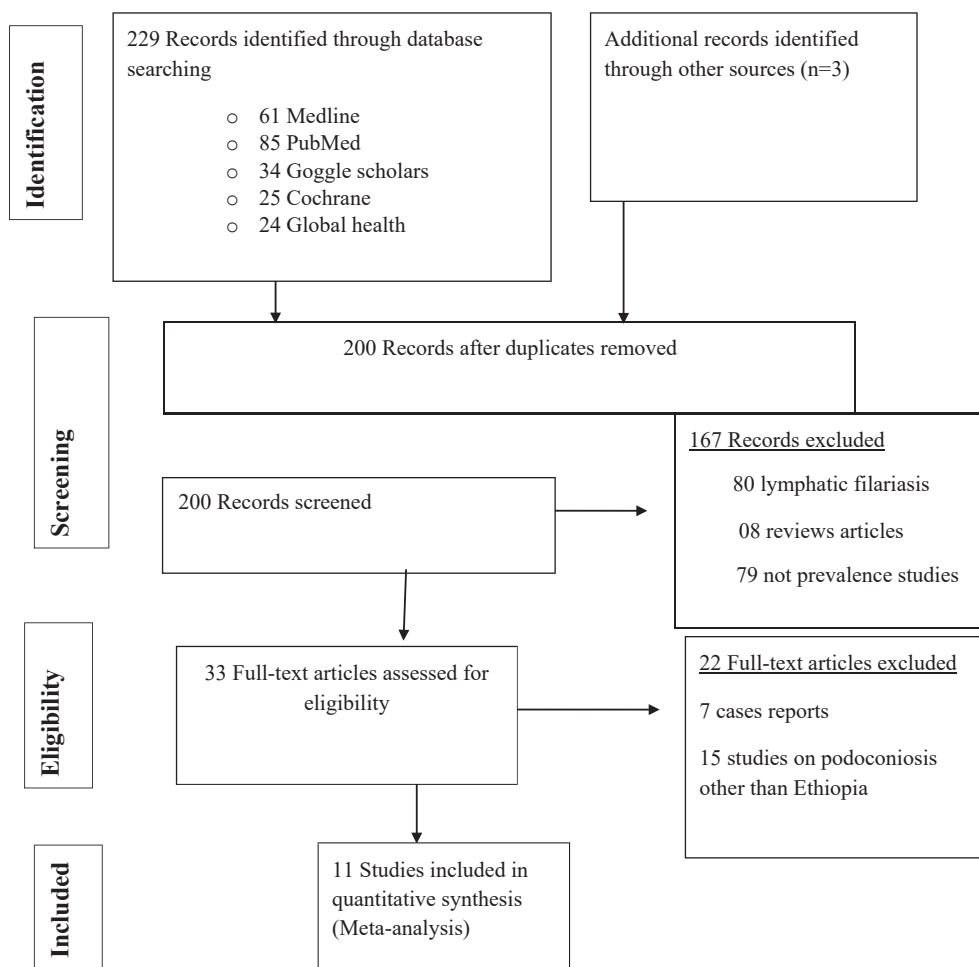 Identification
229 Records identified through database
searching
o 61 Medline
o 85 PubMed
o 34 Goggle scholars
o 25 Cochrane
o 24 Global health
Additional records identified
through other sources (n=3)
Screening
200 Records after duplicates removed
200 Records screened
167 Records excluded
80 lymphatic filariasis
08 reviews articles
79 not prevalence studies
Eligibility
33 Full-text articles assessed for
eligibility
22 Full-text articles excluded
7 cases reports
15 studies on podoconiosis
other than Ethiopia
Included
11 Studies included in
quantitative synthesis
(Meta-analysis)